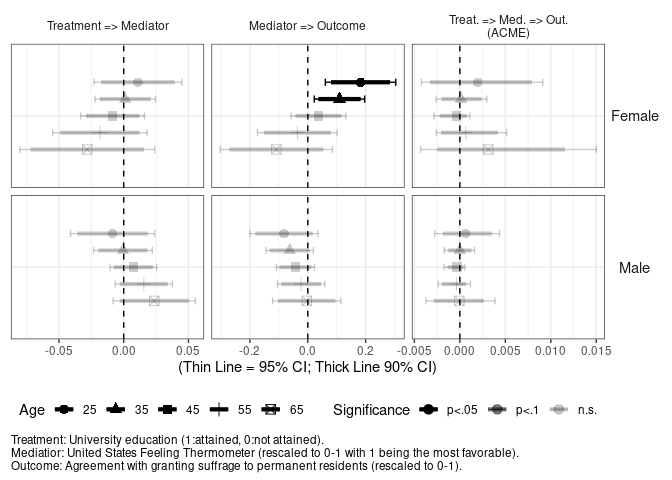 Treatment => Mediator
Mediator => Outcome
Treat. => Med. => Out.
(ACME)
Female
Male
-0.05 0.00 0.05
0.0 0.2 -0.005 0.000 0.005 0.010 0.015
(Thin Line = 95% CI; Thick Line 90% CI)
Age 25 35 45 55 65 Significance p<.05 p<.1 n.s.
Treatment: University education (1:attained, 0:not attained).
Mediatior: United States Feeling Thermometer (rescaled to 0-1 with 1 being the most favorable).
Outcome: Agreement with granting suffrage to permanent residents (rescaled to 0-1).